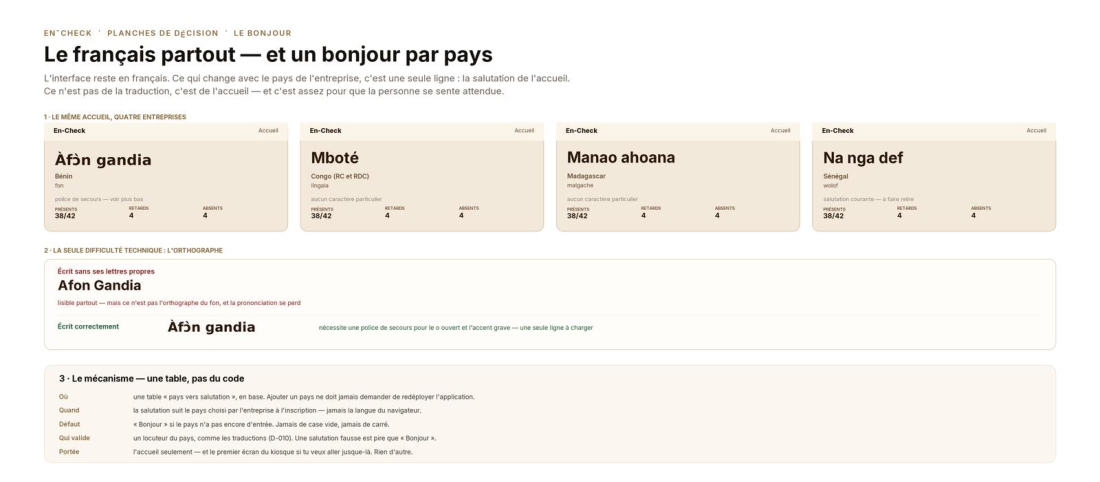 ENˇCHECK ˙ PLANCHES DE DéCISION ˙ LE BONJOUR
Le français partout — et un bonjour par pays
L'interface reste en français. Ce qui change avec le pays de l'entreprise, c'est une seule ligne : la salutation de l'accueil.
Ce n'est pas de la traduction, c'est de l'accueil — et c'est assez pour que la personne se sente attendue.
1 · LE MÊME ACCUEIL, QUATRE ENTREPRISES
En-Check Accueil
Àfɔ̀n gandia
Bénin
fon
police de secours — voir plus bas
PRÉSENTS RETARDS ABSENTS
38/42 4 4
En-Check Accueil
Mboté
Congo (RC et RDC)
lingala
aucun caractère particulier
PRÉSENTS RETARDS ABSENTS
38/42 4 4
En-Check Accueil
Manao ahoana
Madagascar
malgache
aucun caractère particulier
PRÉSENTS RETARDS ABSENTS
38/42 4 4
En-Check Accueil
Na nga def
Sénégal
wolof
salutation courante — à faire relire
PRÉSENTS RETARDS ABSENTS
38/42 4 4
2 · LA SEULE DIFFICULTÉ TECHNIQUE : L'ORTHOGRAPHE
Écrit sans ses lettres propres
Afon Gandia
lisible partout — mais ce n'est pas l'orthographe du fon, et la prononciation se perd
Écrit correctement Àfɔ̀n gandia nécessite une police de secours pour le o ouvert et l'accent grave — une seule ligne à charger
3 · Le mécanisme — une table, pas du code
Où une table « pays vers salutation », en base. Ajouter un pays ne doit jamais demander de redéployer l'application.
Quand la salutation suit le pays choisi par l'entreprise à l'inscription — jamais la langue du navigateur.
Défaut « Bonjour » si le pays n'a pas encore d'entrée. Jamais de case vide, jamais de carré.
Qui valide un locuteur du pays, comme les traductions (D-010). Une salutation fausse est pire que « Bonjour ».
Portée l'accueil seulement — et le premier écran du kiosque si tu veux aller jusque-là. Rien d'autre.